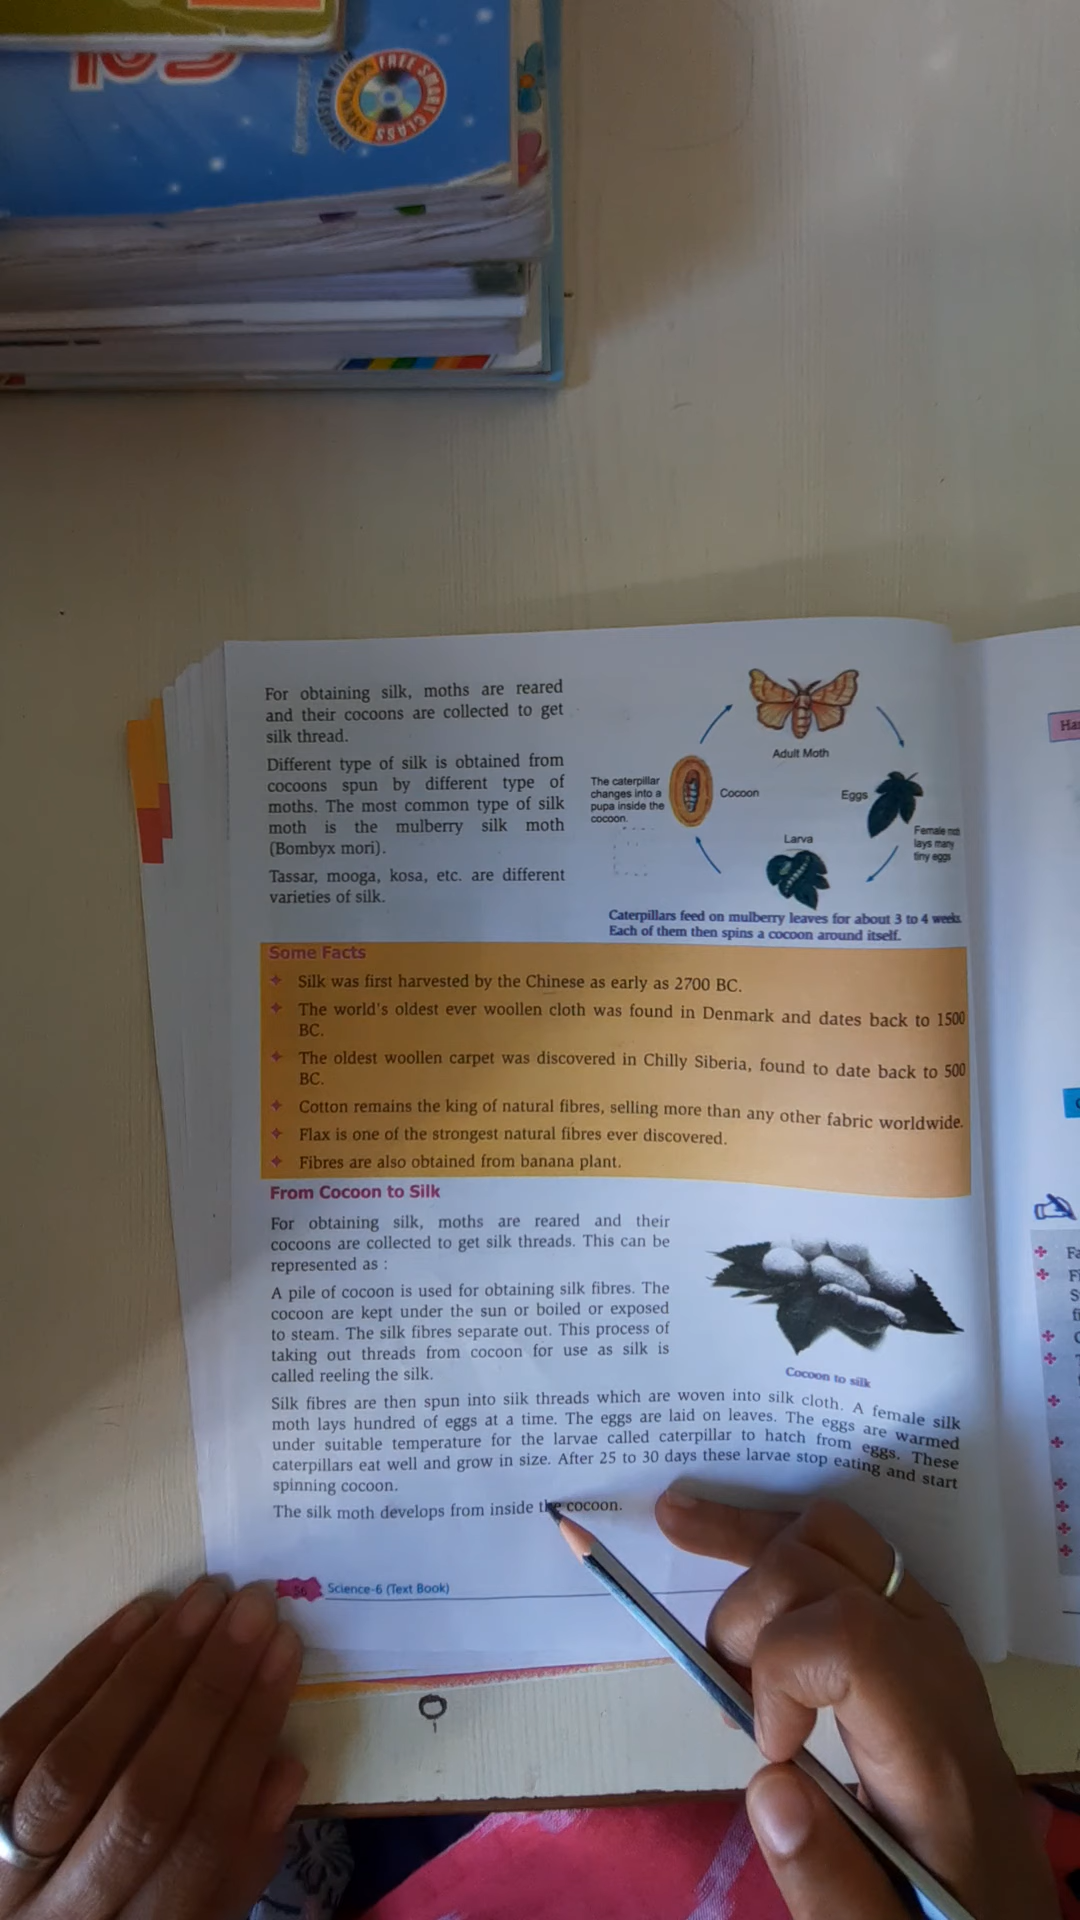 FREE SMART CLASS
SOFTWARE
For obtaining silk, moths are reared
and their cocoons are collected to get
silk thread.
Different type of silk is obtained from
cocoons spun by different type of
moths. The most common type of silk
moth is the mulberry silk moth
(Bombyx mori).
Tassar, mooga, kosa, etc. are different
varieties of silk.
Adult Moth
The caterpillar
changes into a
pupa inside the
cocoon.
Cocoon
Eggs
Female
lays many
tiny eggs
Larva
Caterpillars feed on mulberry leaves for about 3 to 4 weeks.
Each of them then spins a cocoon around itself.
Some Facts
Silk was first harvested by the Chinese as early as 2700 BC.
The world's oldest ever woollen cloth was found in Denmark and dates back to 1500
BC.
The oldest woollen carpet was discovered in Chilly Siberia, found to date back to 500
BC.
Cotton remains the king of natural fibres, selling more than any other fabric worldwide.
Flax is one of the strongest natural fibres ever discovered.
Fibres are also obtained from banana plant.
From Cocoon to Silk
For obtaining silk, moths are reared and their
cocoons are collected to get silk threads. This can be
represented as :
A pile of cocoon is used for obtaining silk fibres. The
cocoon are kept under the sun or boiled or exposed
to steam. The silk fibres separate out. This process of
taking out threads from cocoon for use as silk is
called reeling the silk.
Cocoon to silk
Silk fibres are then spun into silk threads which are woven into silk cloth. A female silk
moth lays hundred of eggs at a time. The eggs are laid on leaves. The eggs are warmed
under suitable temperature for the larvae called caterpillar to hatch from eggs. These
caterpillars eat well and grow in size. After 25 to 30 days these larvae stop eating and start
spinning cocoon.
The silk moth develops from inside the cocoon.
56 Science-6 (Text Book)